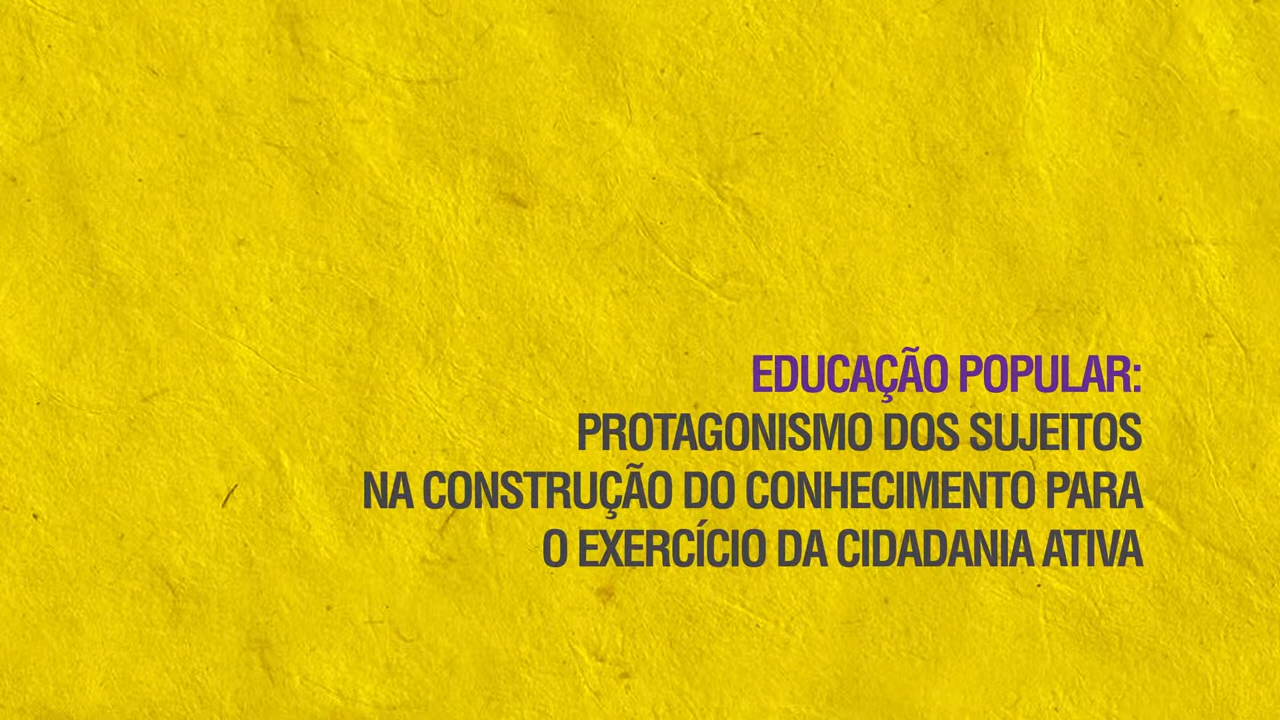 EDUCAÇÃO POPULAR:
PROTAGONISMO DOS SUJEITOS
NA CONSTRUÇÃO DO CONHECIMENTO PARA
O EXERCÍCIO DA CIDADANIA ATIVA